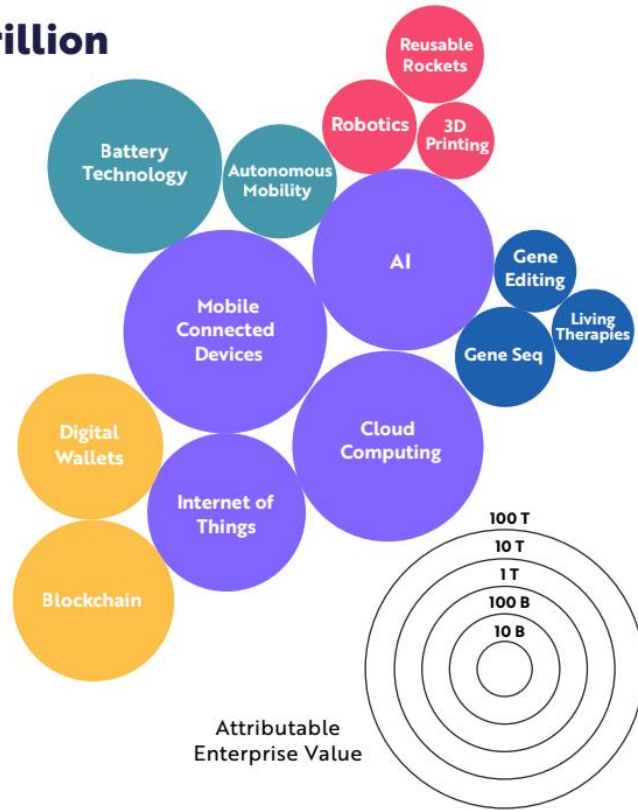 rillion
Reusable
Rockets
Robotics
3D
Printing
Battery
Technology
Autonomous
Mobility
AI
Gene
Editing
Mobile
Connected
Devices
Living
Therapies
Gene Seq
Digital
Wallets
Cloud
Computing
Internet of
Things
Blockchain
100 T
10 T
1 T
100 B
10 B
Attributable
Enterprise Value